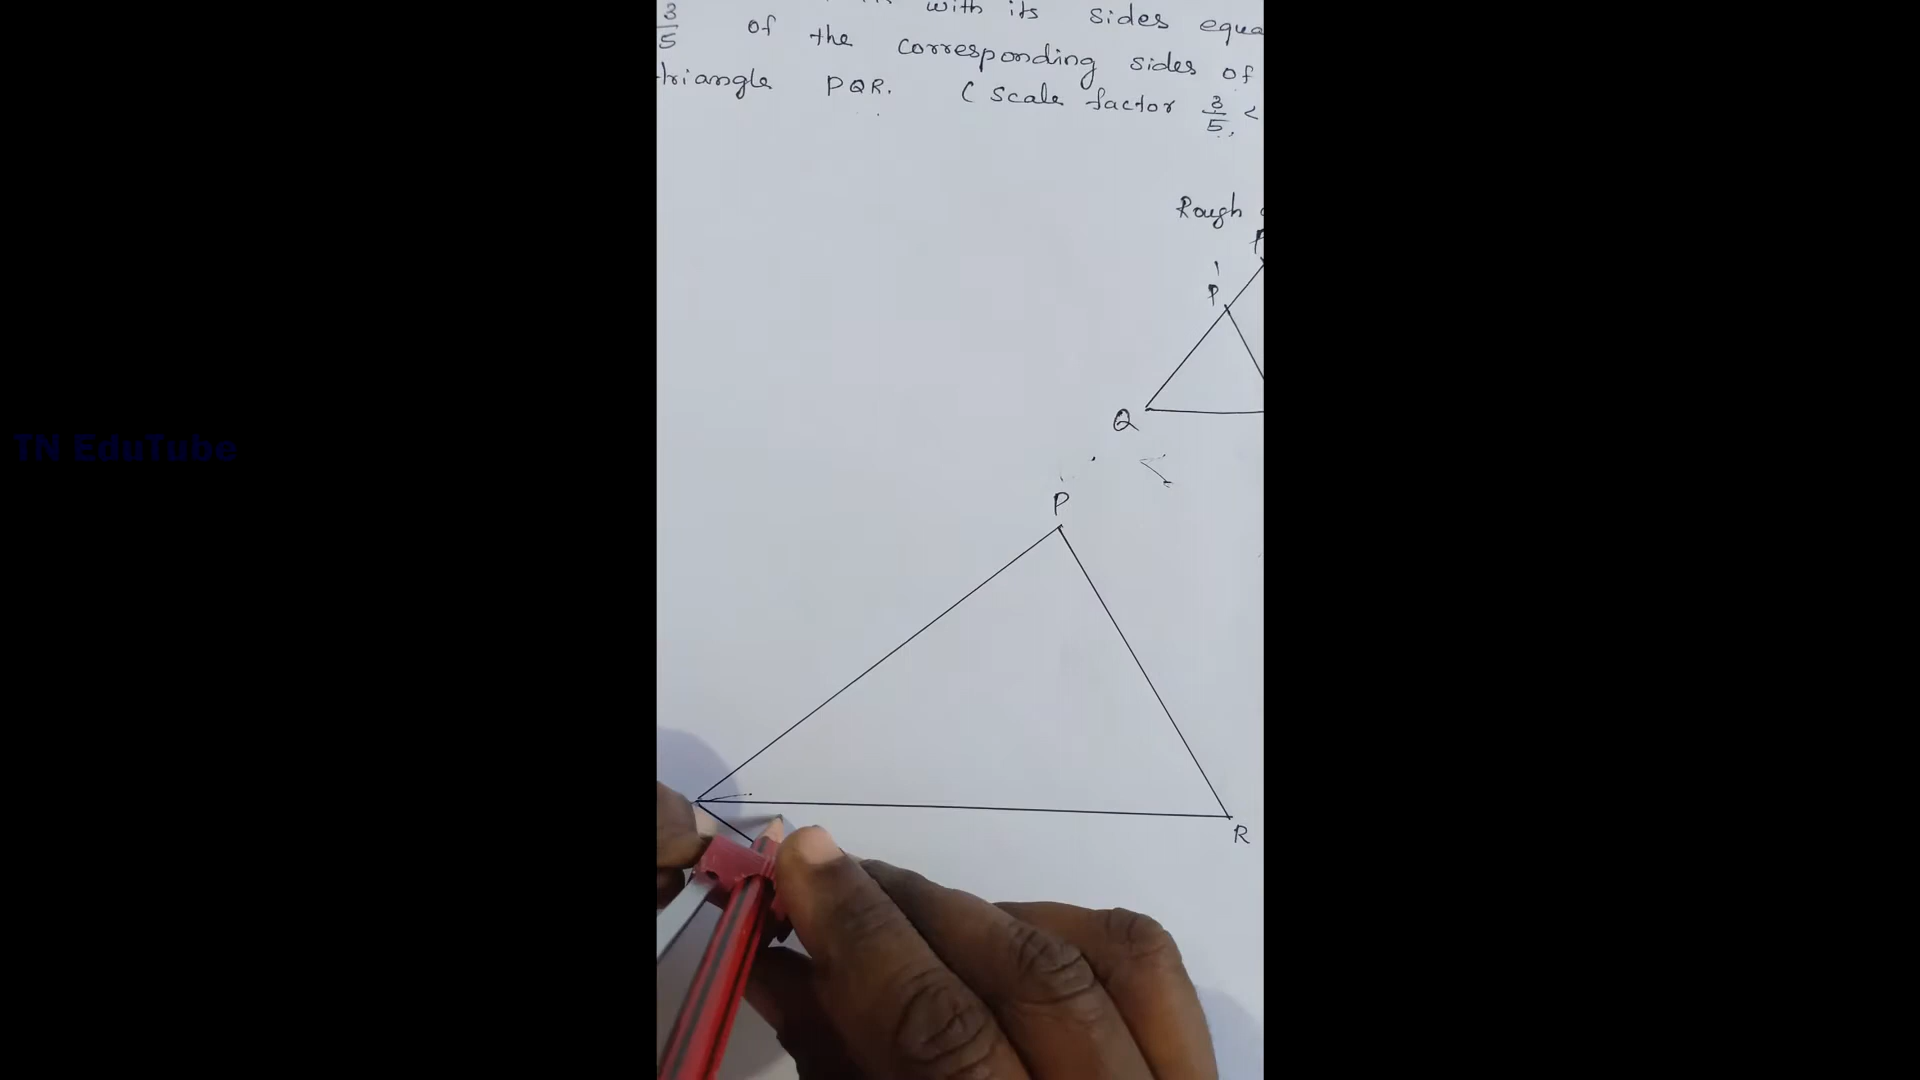 with its sides equa
3/5 of the corresponding sides of
triangle PQR. (Scale factor 3/5 <
Rough
P'
Q
P
R
TN EduTube